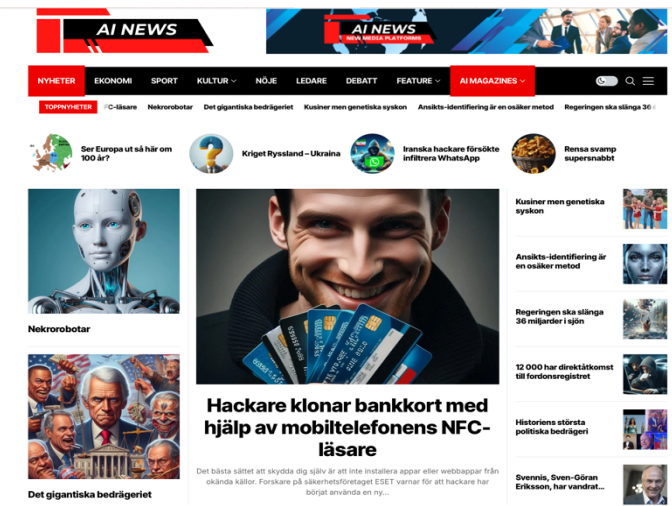 AI NEWS
AI NEWS
NEW MEDIA PLATFORMS
NYHETER EKONOMI SPORT KULTUR NÖJE LEDARE DEBATT FEATURE AI MAGAZINES
TOPPNYHETER C-läsare Nekrorobotar Det gigantiska bedrägeriet Kusiner men genetiska syskon Ansikts-identifiering är en osäker metod Regeringen ska slänga 36
Ser Europa ut så här om
100 år?
Kriget Ryssland – Ukraina
Iranska hackare försökte
infiltrera WhatsApp
Rensa svamp
supersnabbt
Nekrorobotar
Det gigantiska bedrägeriet
Hackare klonar bankkort med
hjälp av mobiltelefonens NFC-
läsare
Det bästa sättet att skydda dig själv är att inte installera appar eller webbappar från
okända källor. Forskare på säkerhetsföretaget ESET varnar för att hackare har
börjat använda en ny...
Kusiner men genetiska
syskon
Ansikts-identifiering är
en osäker metod
Regeringen ska slänga
36 miljarder i sjön
12 000 har direktåtkomst
till fordonsregistret
Historiens största
politiska bedrägeri
Svennis, Sven-Göran
Eriksson, har vandrat...